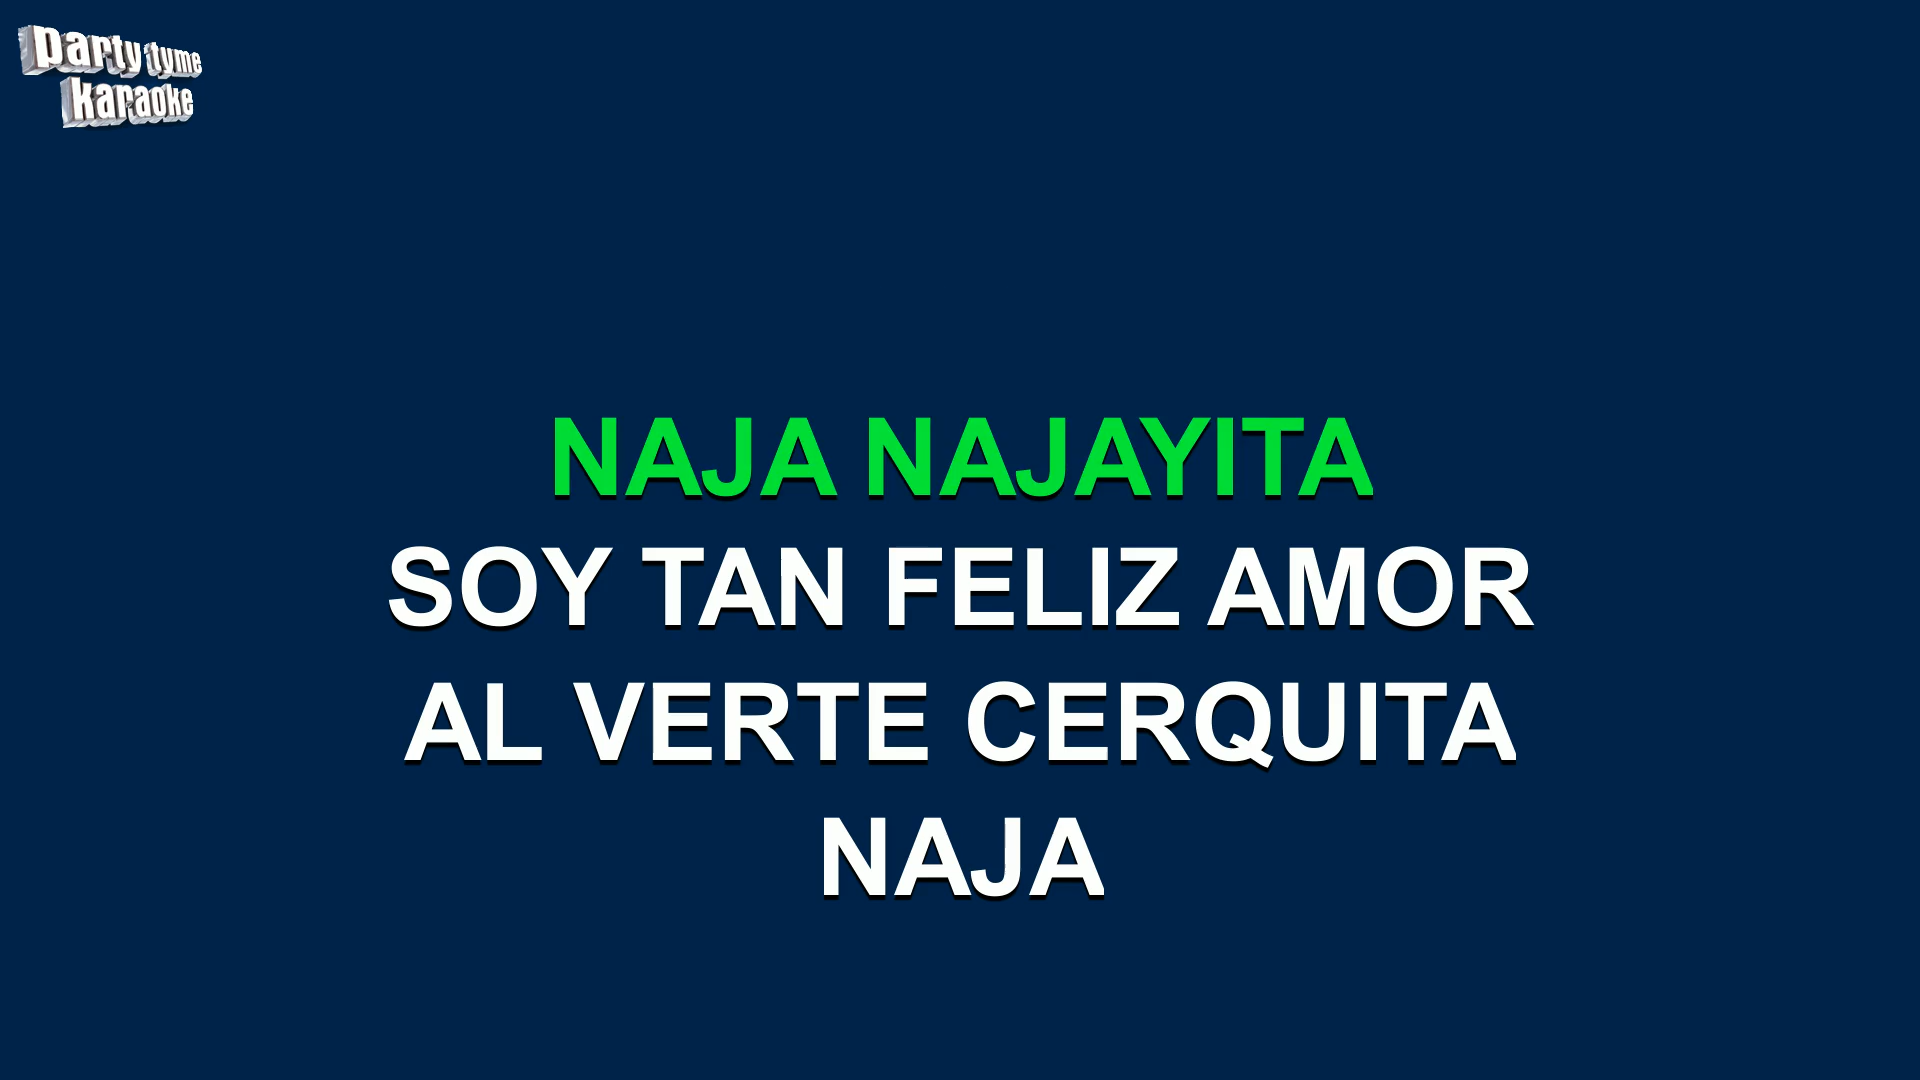 party tyme
karaoke
NAJA NAJAYITA
SOY TAN FELIZ AMOR
AL VERTE CERQUITA
NAJA